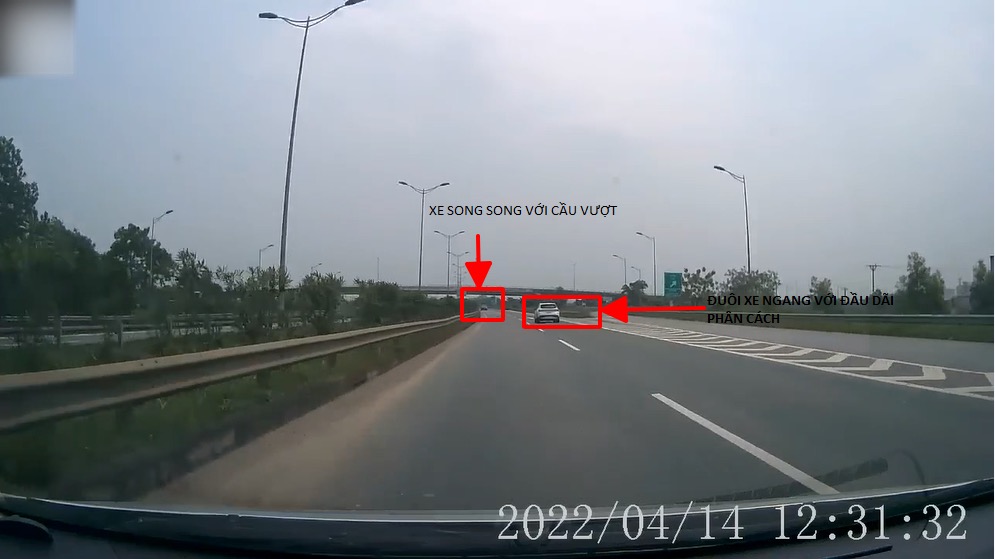 XE SONG SONG VỚI CẦU VƯỢT
ĐUÔI XE NGANG VỚI ĐẦU DÃI
PHÂN CÁCH
2022/04/14 12:31:32